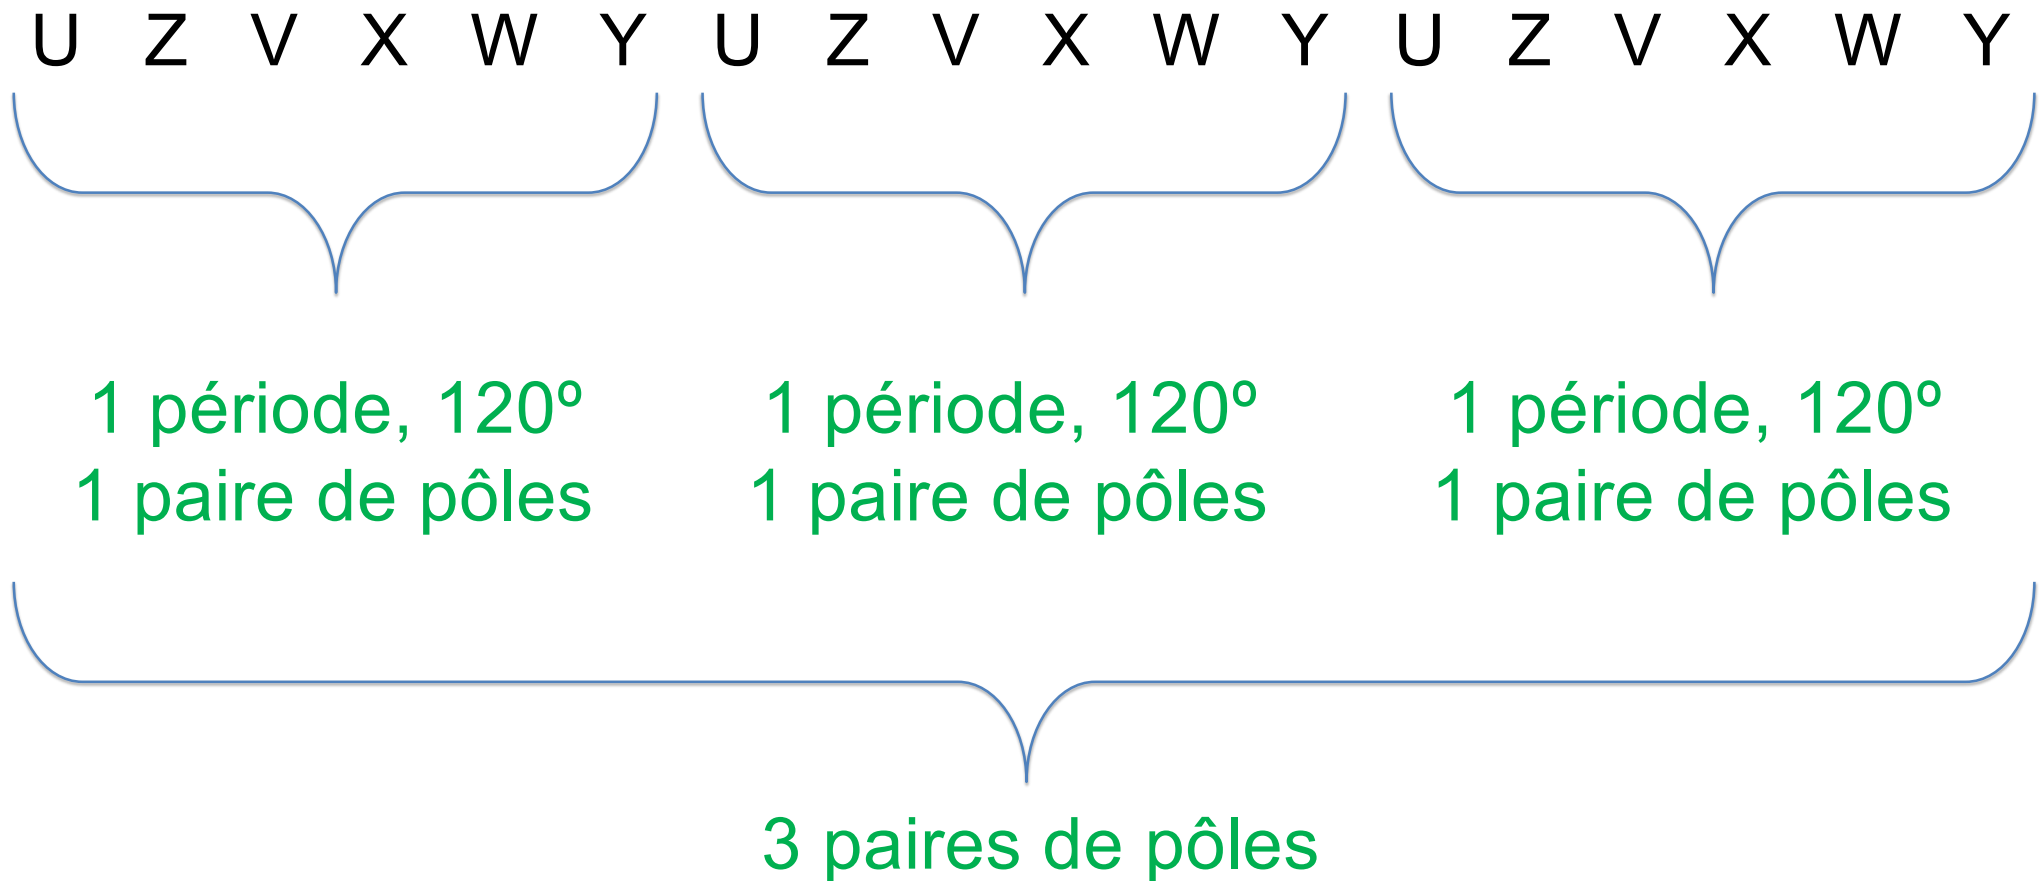 U Z V X W Y U Z V X W Y U Z V X W Y
1 période, 120º 1 période, 120º 1 période, 120º
1 paire de pôles 1 paire de pôles 1 paire de pôles
3 paires de pôles